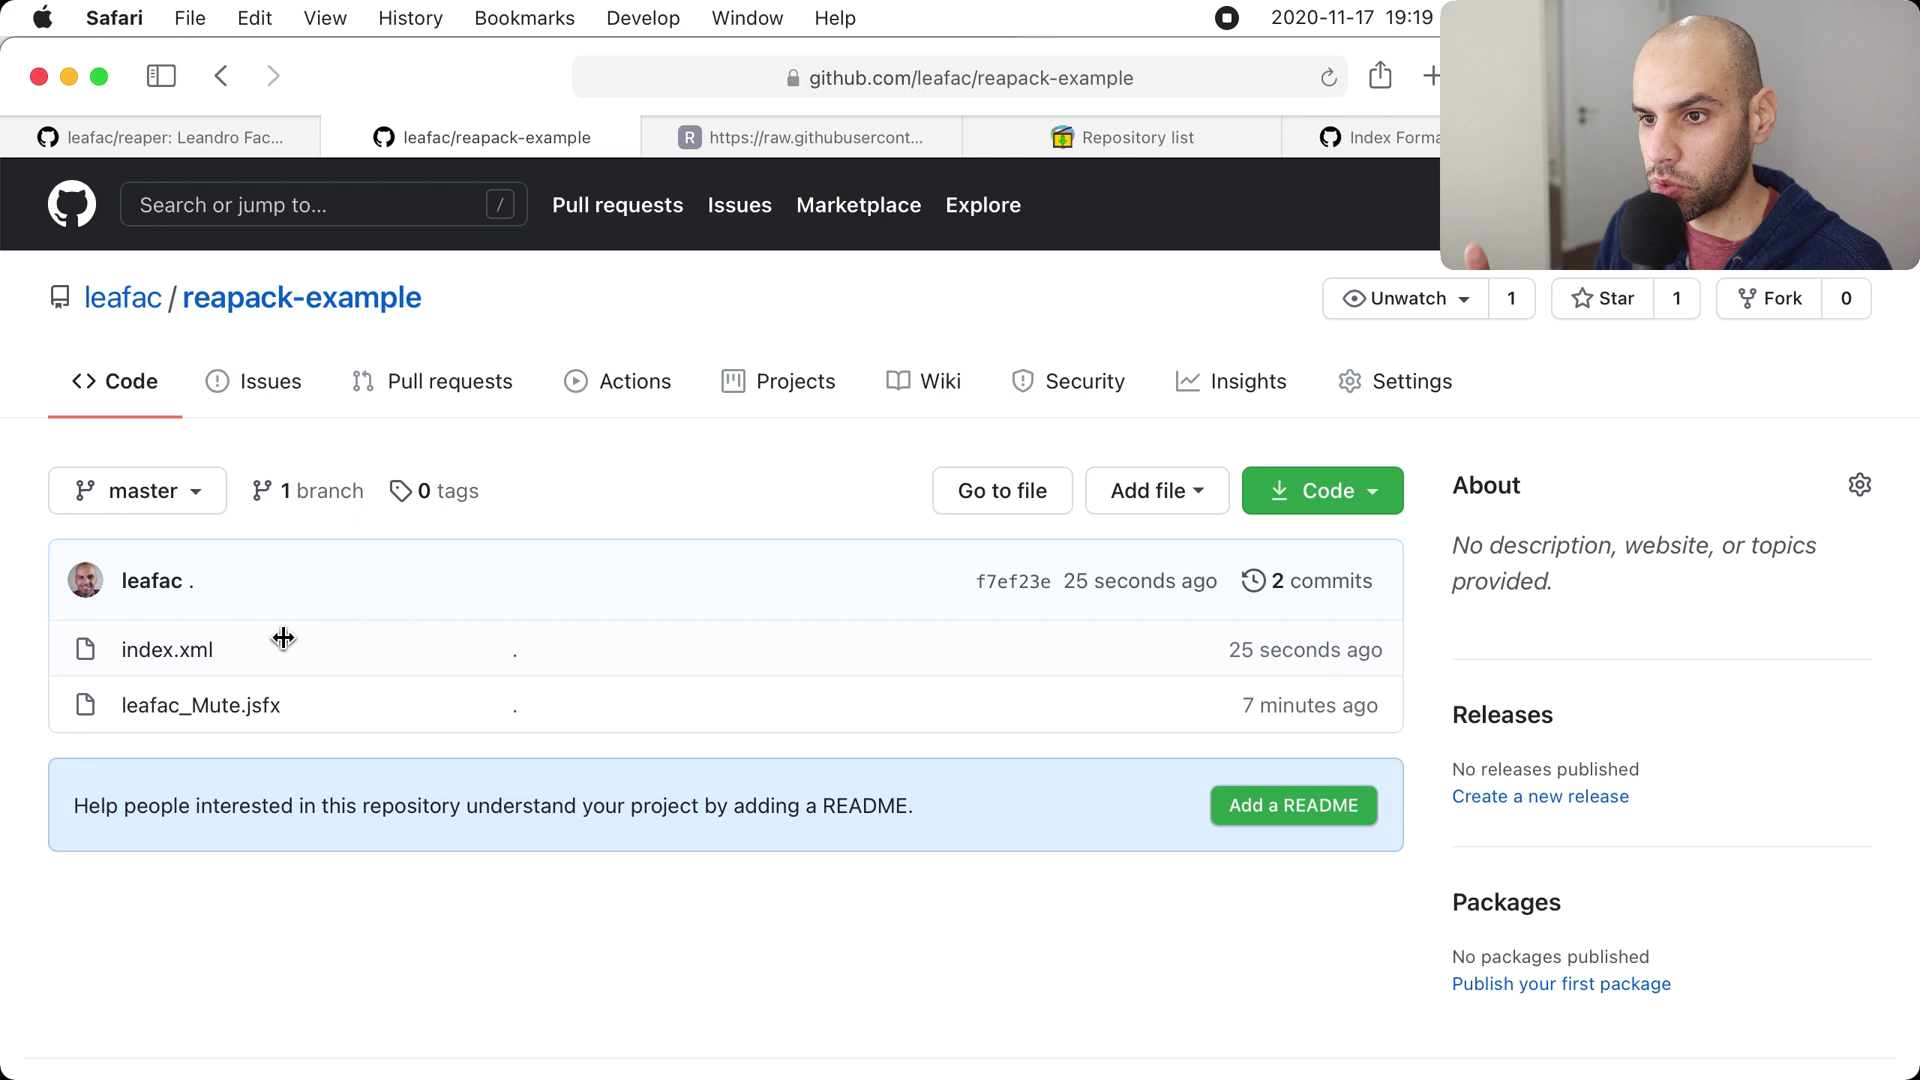 Safari File Edit View History Bookmarks Develop Window Help 2020-11-17 19:19
github.com/leafac/reapack-example
leafac/reaper: Leandro Fac... leafac/reapack-example R https://raw.githubusercont... Repository list Index Forma
Search or jump to... / Pull requests Issues Marketplace Explore
leafac / reapack-example Unwatch 1 Star 1 Fork 0
Code Issues Pull requests Actions Projects Wiki Security Insights Settings
master 1 branch 0 tags Go to file Add file Code
About
No description, website, or topics
provided.
leafac . f7ef23e 25 seconds ago 2 commits
index.xml . 25 seconds ago
leafac_Mute.jsfx . 7 minutes ago
Help people interested in this repository understand your project by adding a README. Add a README
Releases
No releases published
Create a new release
Packages
No packages published
Publish your first package